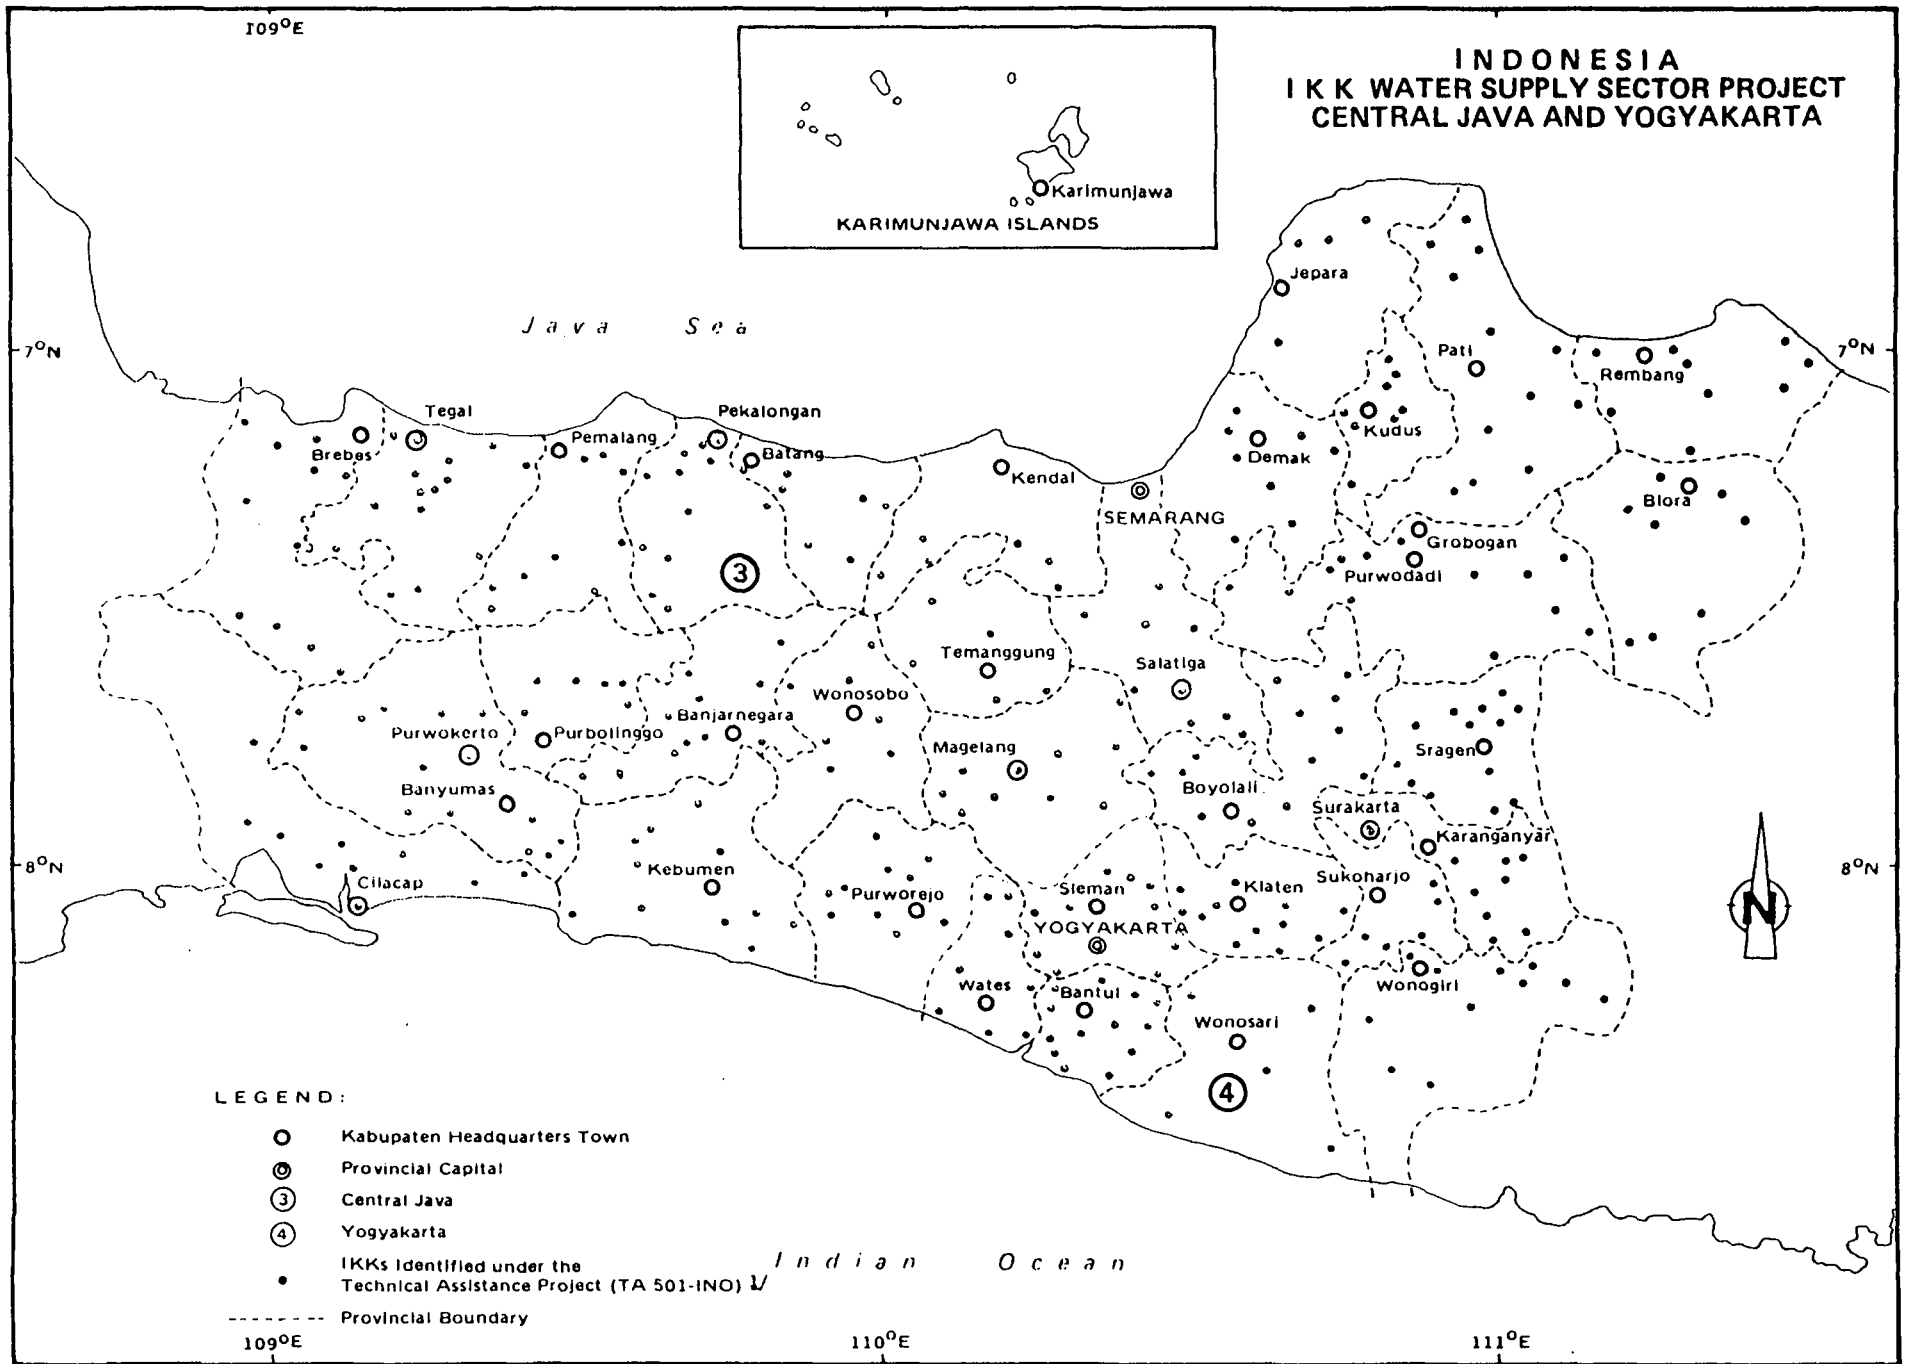 109°E
INDONESIA
IKK WATER SUPPLY SECTOR PROJECT
CENTRAL JAVA AND YOGYAKARTA
Karimunjawa
KARIMUNJAWA ISLANDS
Jepara
Java Sea
7°N
Pati
7°N
Rembang
Tegal
Pekalongan
Kudus
Brebes
Pemalang
Batang
Demak
Kendal
Blora
SEMARANG
Grobogan
3
Purwodadi
Temanggung
Salatiga
Wonosobo
Banjarnegara
Purwokerto
Purbolinggo
Magelang
Sragen
Banyumas
Boyolali
Surakarta
Karanganyar
8°N
Kebumen
Sukoharjo
8°N
Cilacap
Purworejo
Sleman
Klaten
N
YOGYAKARTA
Wates
Bantul
Wonogiri
Wonosari
4
LEGEND:
Kabupaten Headquarters Town
Provincial Capital
3 Central Java
4 Yogyakarta
IKKs Identified under the
Technical Assistance Project (TA 501-INO) 1/
Indian Ocean
Provincial Boundary
109°E
110°E
111°E